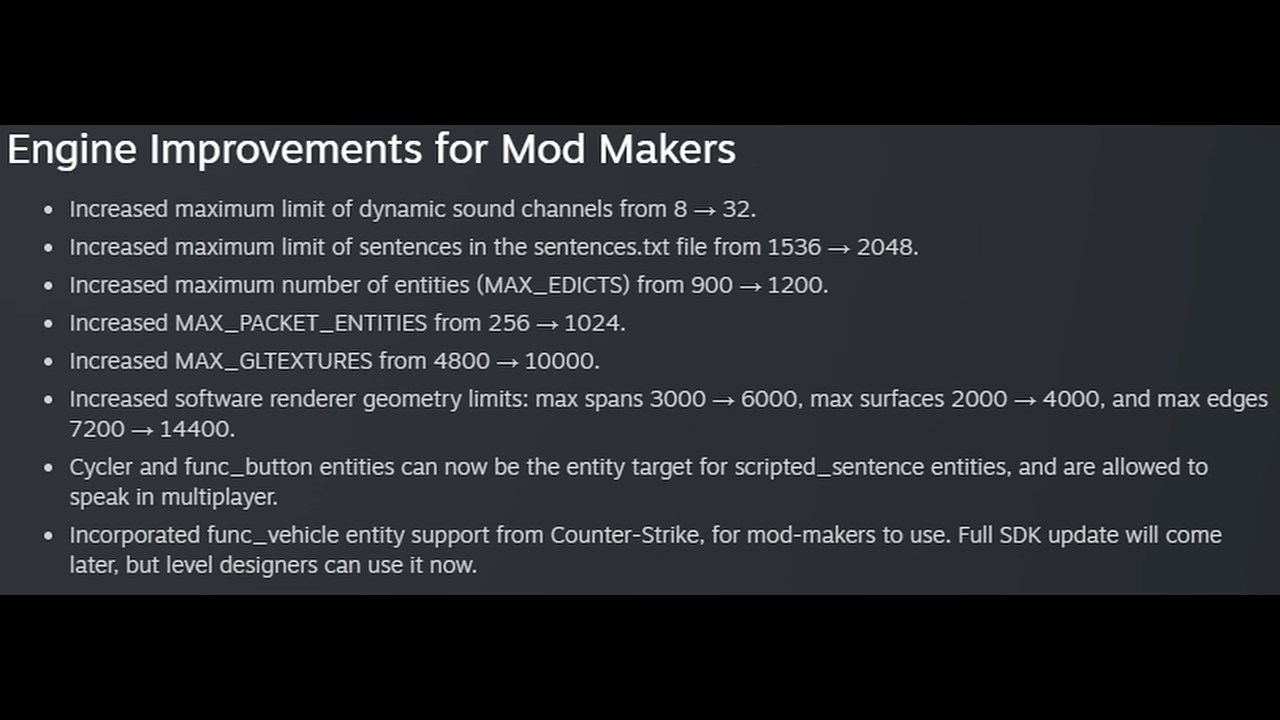 Engine Improvements for Mod Makers
• Increased maximum limit of dynamic sound channels from 8 → 32.
• Increased maximum limit of sentences in the sentences.txt file from 1536 → 2048.
• Increased maximum number of entities (MAX_EDICTS) from 900 → 1200.
• Increased MAX_PACKET_ENTITIES from 256 → 1024.
• Increased MAX_GLTEXTURES from 4800 → 10000.
• Increased software renderer geometry limits: max spans 3000 → 6000, max surfaces 2000 → 4000, and max edges
7200 → 14400.
• Cycler and func_button entities can now be the entity target for scripted_sentence entities, and are allowed to
speak in multiplayer.
• Incorporated func_vehicle entity support from Counter-Strike, for mod-makers to use. Full SDK update will come
later, but level designers can use it now.